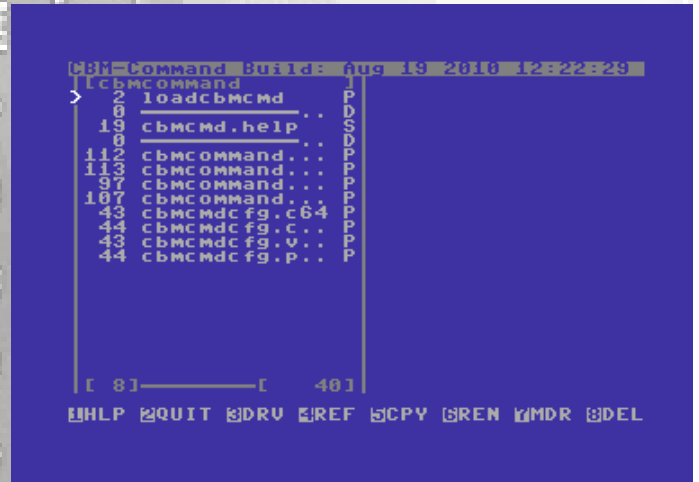 CBM-Command Build: Aug 19 2010 12:22:29
[cbmcommand ]
> 2 loadcbmcmd P
0 ──────────.. D
19 cbmcmd.help S
0 ──────────.. D
112 cbmcommand... P
113 cbmcommand... P
97 cbmcommand... P
107 cbmcommand... P
43 cbmcmdcfg.c64 P
44 cbmcmdcfg.c.. P
43 cbmcmdcfg.v.. P
44 cbmcmdcfg.p.. P
[ 8]────────[ 40]
1HLP 2QUIT 3DRV 4REF 5CPY 6REN 7MDR 8DEL